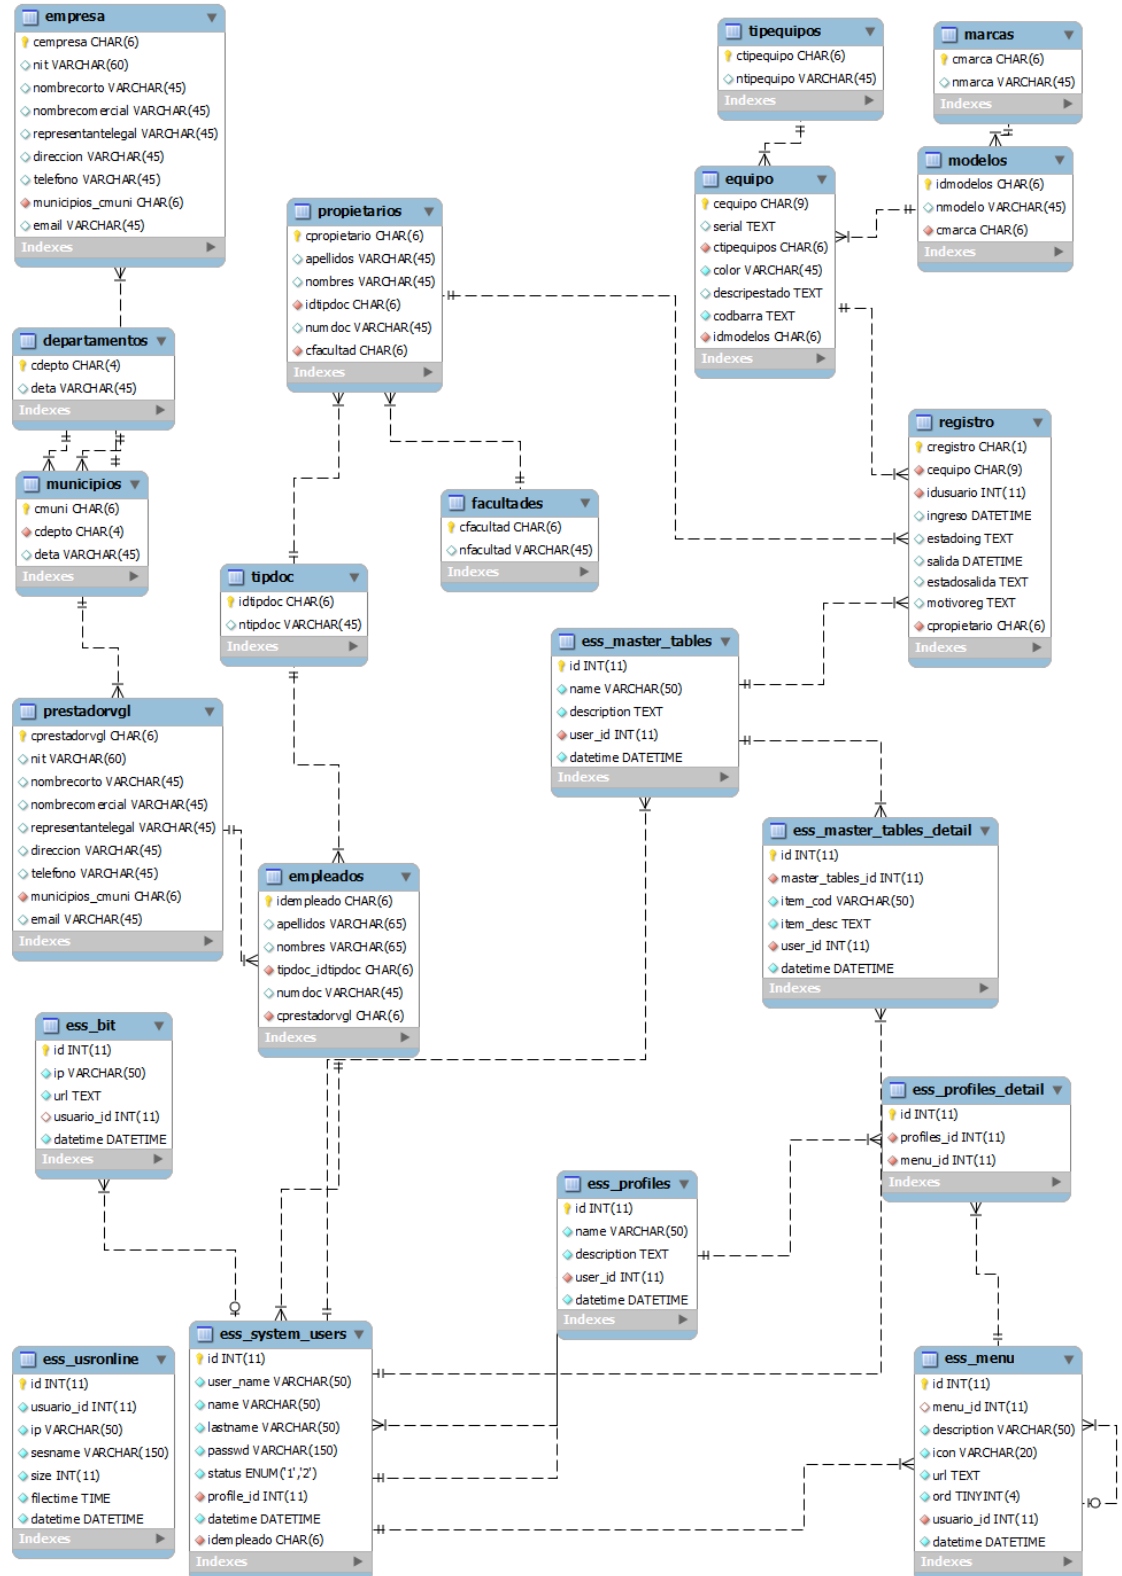 empresa
cempresa CHAR(6)
nit VARCHAR(60)
nombrecorto VARCHAR(45)
nombrecomercial VARCHAR(45)
representantelegal VARCHAR(45)
direccion VARCHAR(45)
telefono VARCHAR(45)
municipios_cmuni CHAR(6)
email VARCHAR(45)
Indexes
tipequipos
ctipequipo CHAR(6)
ntipequipo VARCHAR(45)
Indexes
marcas
cmarca CHAR(6)
nmarca VARCHAR(45)
Indexes
modelos
idmodelos CHAR(6)
nmodelo VARCHAR(45)
cmarca CHAR(6)
Indexes
equipo
cequipo CHAR(9)
serial TEXT
ctipequipos CHAR(6)
color VARCHAR(45)
descripestado TEXT
codbarra TEXT
idmodelos CHAR(6)
Indexes
propietarios
cpropietario CHAR(6)
apellidos VARCHAR(45)
nombres VARCHAR(45)
idtipdoc CHAR(6)
numdoc VARCHAR(45)
cfacultad CHAR(6)
Indexes
departamentos
cdepto CHAR(4)
deta VARCHAR(45)
Indexes
registro
cregistro CHAR(1)
cequipo CHAR(9)
idusuario INT(11)
ingreso DATETIME
estadoing TEXT
salida DATETIME
estadosalida TEXT
motivoreg TEXT
cpropietario CHAR(6)
Indexes
municipios
cmuni CHAR(6)
cdepto CHAR(4)
deta VARCHAR(45)
Indexes
facultades
cfacultad CHAR(6)
nfacultad VARCHAR(45)
Indexes
tipdoc
idtipdoc CHAR(6)
ntipdoc VARCHAR(45)
Indexes
ess_master_tables
id INT(11)
name VARCHAR(50)
description TEXT
user_id INT(11)
datetime DATETIME
Indexes
prestadorvgl
cprestadorvgl CHAR(6)
nit VARCHAR(60)
nombrecorto VARCHAR(45)
nombrecomercial VARCHAR(45)
representantelegal VARCHAR(45)
direccion VARCHAR(45)
telefono VARCHAR(45)
municipios_cmuni CHAR(6)
email VARCHAR(45)
Indexes
ess_master_tables_detail
id INT(11)
master_tables_id INT(11)
item_cod VARCHAR(50)
item_desc TEXT
user_id INT(11)
datetime DATETIME
Indexes
empleados
idempleado CHAR(6)
apellidos VARCHAR(65)
nombres VARCHAR(65)
tipdoc_idtipdoc CHAR(6)
numdoc VARCHAR(45)
cprestadorvgl CHAR(6)
Indexes
ess_bit
id INT(11)
ip VARCHAR(50)
url TEXT
usuario_id INT(11)
datetime DATETIME
Indexes
ess_profiles_detail
id INT(11)
profiles_id INT(11)
menu_id INT(11)
Indexes
ess_profiles
id INT(11)
name VARCHAR(50)
description TEXT
user_id INT(11)
datetime DATETIME
Indexes
ess_usronline
id INT(11)
usuario_id INT(11)
ip VARCHAR(50)
sesname VARCHAR(150)
size INT(11)
filectime TIME
datetime DATETIME
Indexes
ess_system_users
id INT(11)
user_name VARCHAR(50)
name VARCHAR(50)
lastname VARCHAR(50)
passwd VARCHAR(150)
status ENUM('1','2')
profile_id INT(11)
datetime DATETIME
idempleado CHAR(6)
Indexes
ess_menu
id INT(11)
menu_id INT(11)
description VARCHAR(50)
icon VARCHAR(20)
url TEXT
ord TINYINT(4)
usuario_id INT(11)
datetime DATETIME
Indexes